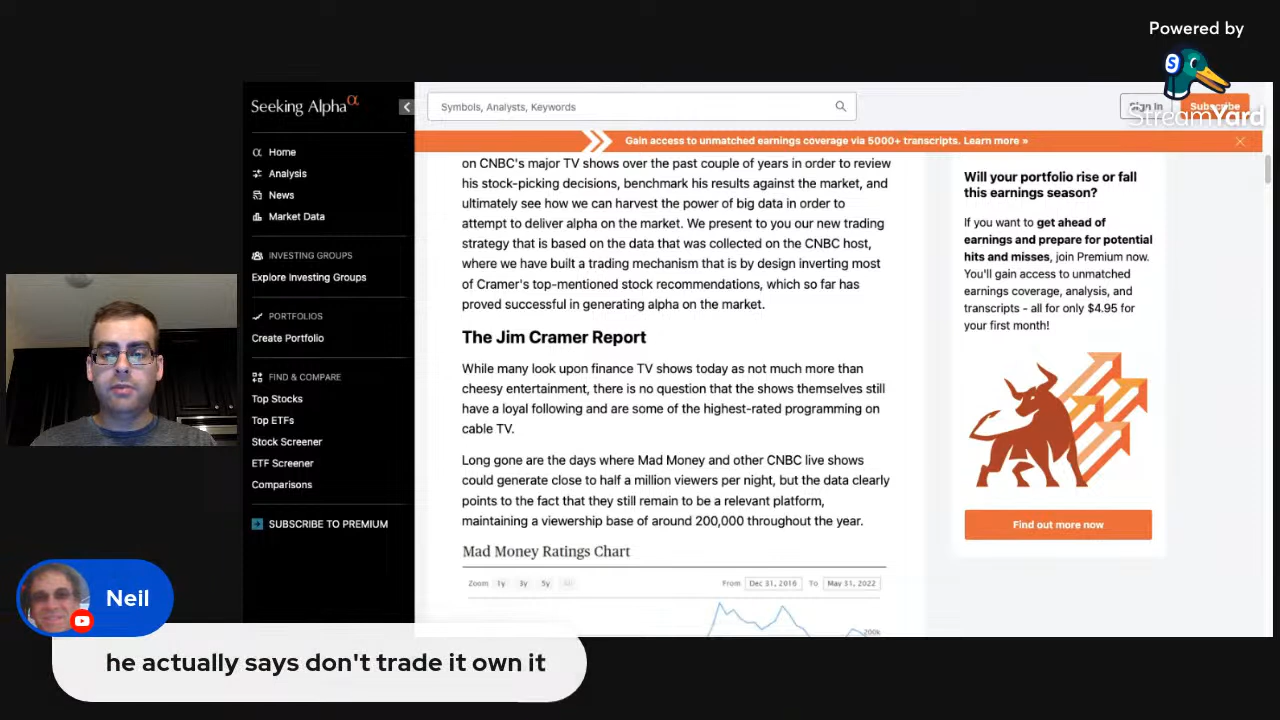 Powered by
StreamYard
Seeking Alphaα
Symbols, Analysts, Keywords
Sign In
Subscribe
Gain access to unmatched earnings coverage via 5000+ transcripts. Learn more »
Home
Analysis
News
Market Data
INVESTING GROUPS
Explore Investing Groups
PORTFOLIOS
Create Portfolio
FIND & COMPARE
Top Stocks
Top ETFs
Stock Screener
ETF Screener
Comparisons
SUBSCRIBE TO PREMIUM
on CNBC's major TV shows over the past couple of years in order to review
his stock-picking decisions, benchmark his results against the market, and
ultimately see how we can harvest the power of big data in order to
attempt to deliver alpha on the market. We present to you our new trading
strategy that is based on the data that was collected on the CNBC host,
where we have built a trading mechanism that is by design inverting most
of Cramer's top-mentioned stock recommendations, which so far has
proved successful in generating alpha on the market.
The Jim Cramer Report
While many look upon finance TV shows today as not much more than
cheesy entertainment, there is no question that the shows themselves still
have a loyal following and are some of the highest-rated programming on
cable TV.
Long gone are the days where Mad Money and other CNBC live shows
could generate close to half a million viewers per night, but the data clearly
points to the fact that they still remain to be a relevant platform,
maintaining a viewership base of around 200,000 throughout the year.
Mad Money Ratings Chart
Zoom 1y 3y 5y All From Dec 31, 2016 To May 31, 2022
200k
Will your portfolio rise or fall
this earnings season?
If you want to get ahead of
earnings and prepare for potential
hits and misses, join Premium now.
You'll gain access to unmatched
earnings coverage, analysis, and
transcripts - all for only $4.95 for
your first month!
Find out more now
Neil
he actually says don't trade it own it